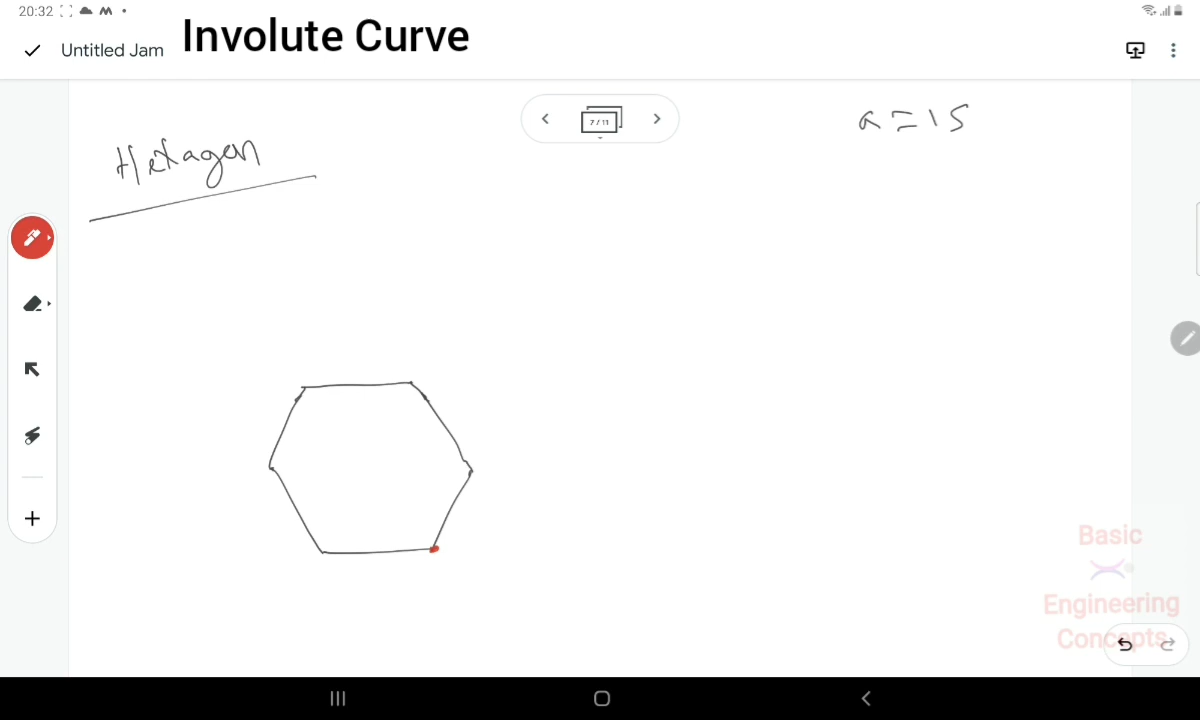 20:32
Untitled Jam
Involute Curve
7 / 11
a = 15
Hexagon
Basic
Engineering
Concepts